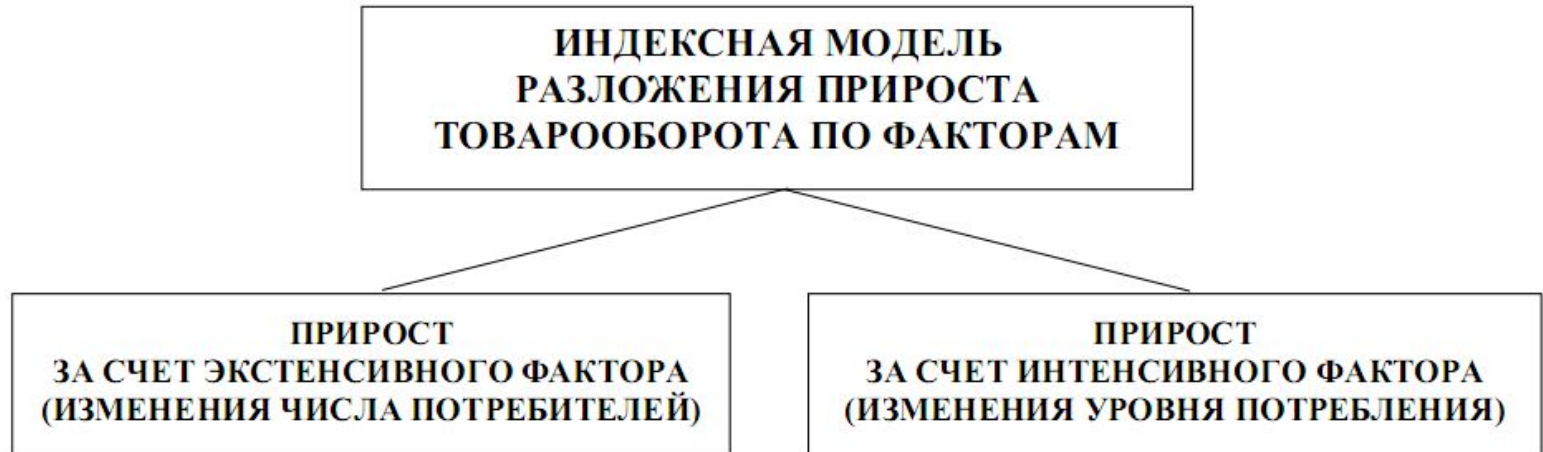 ИНДЕКСНАЯ МОДЕЛЬ
РАЗЛОЖЕНИЯ ПРИРОСТА
ТОВАРООБОРОТА ПО ФАКТОРАМ
ПРИРОСТ
ЗА СЧЕТ ЭКСТЕНСИВНОГО ФАКТОРА
(ИЗМЕНЕНИЯ ЧИСЛА ПОТРЕБИТЕЛЕЙ)
ПРИРОСТ
ЗА СЧЕТ ИНТЕНСИВНОГО ФАКТОРА
(ИЗМЕНЕНИЯ УРОВНЯ ПОТРЕБЛЕНИЯ)